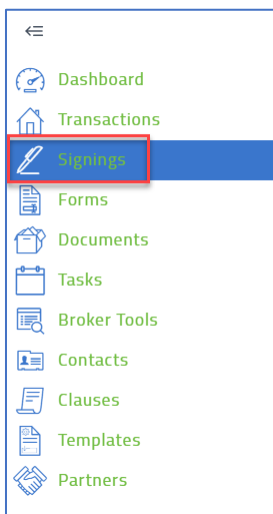 Dashboard
Transactions
Signings
Forms
Documents
Tasks
Broker Tools
Contacts
Clauses
Templates
Partners